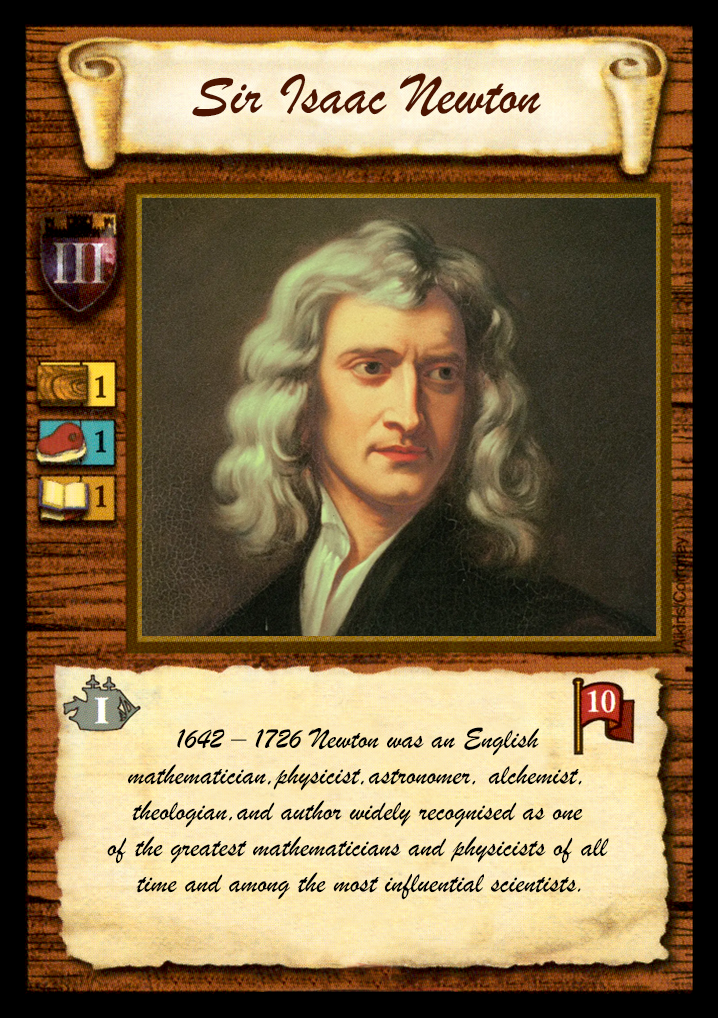 Sir Isaac Newton
III
1
1
1
Atkins Company
I
10
1642 – 1726 Newton was an English
mathematician, physicist, astronomer, alchemist,
theologian, and author widely recognised as one
of the greatest mathematicians and physicists of all
time and among the most influential scientists.